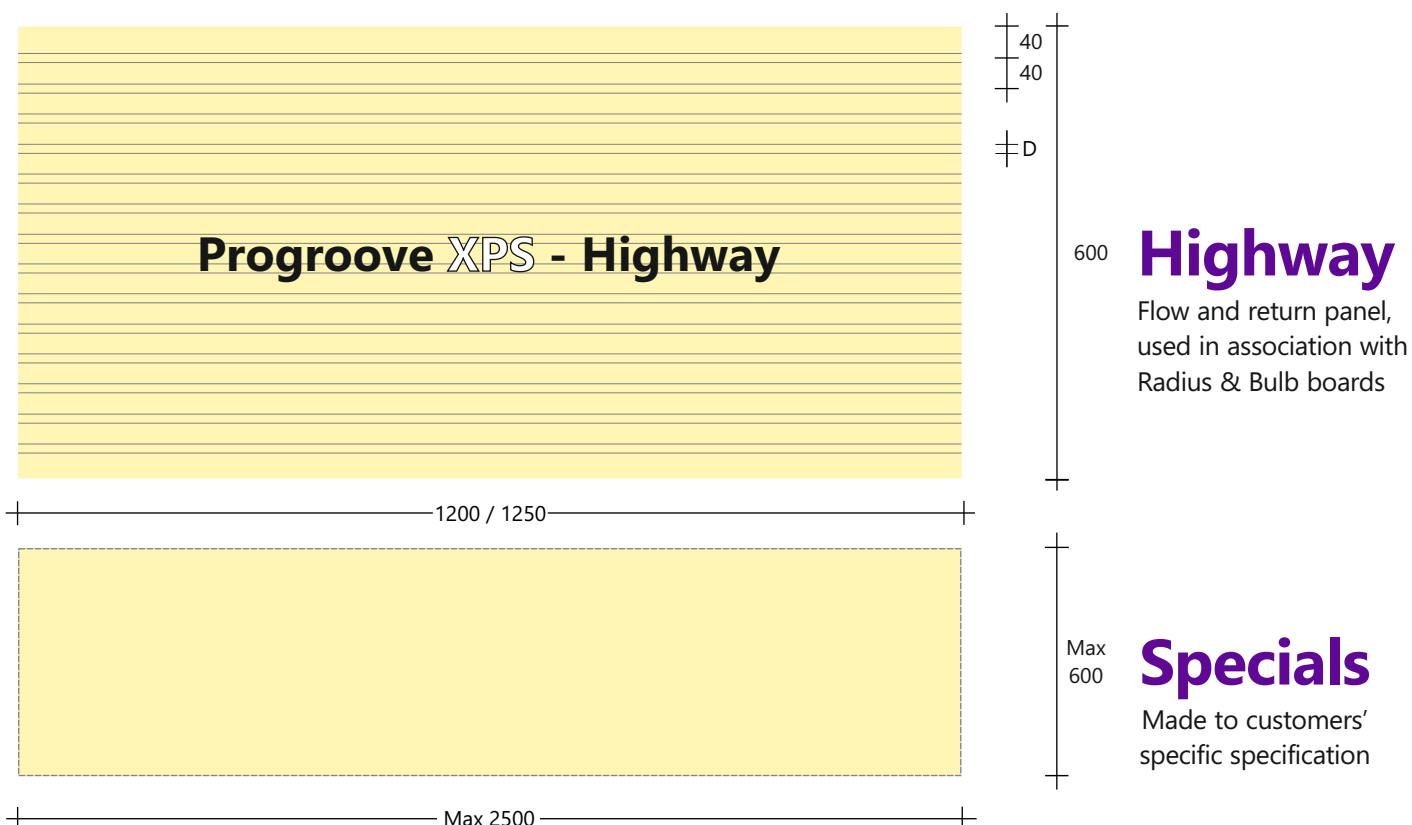 40
40
D
Progroove XPS - Highway
600
Highway
Flow and return panel,
used in association with
Radius & Bulb boards
1200 / 1250
Max
600
Specials
Made to customers’
specific specification
Max 2500